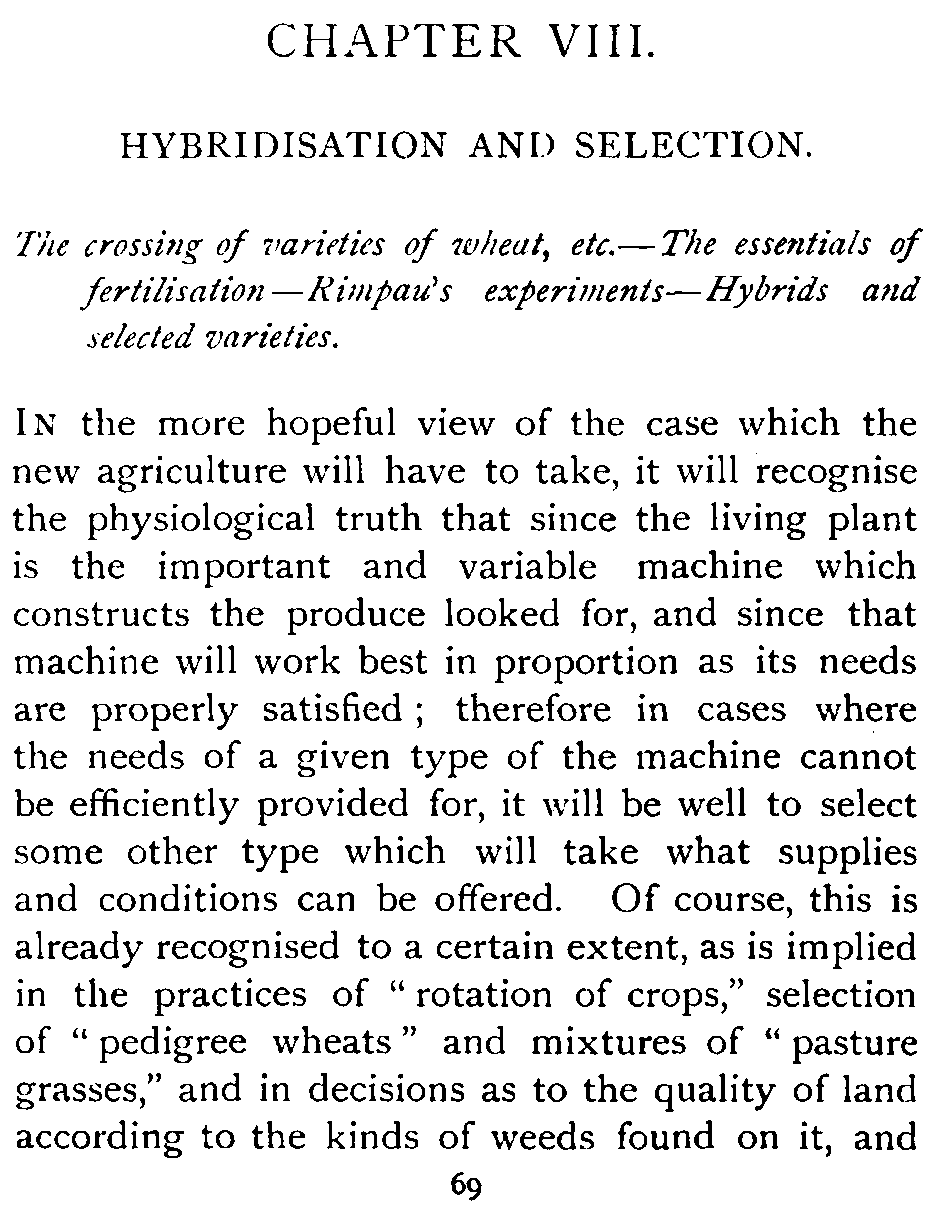 CHAPTER VIII.
HYBRIDISATION AND SELECTION.
The crossing of varieties of wheat, etc.—The essentials of
fertilisation—Rimpau's experiments—Hybrids and
selected varieties.
IN the more hopeful view of the case which the
new agriculture will have to take, it will recognise
the physiological truth that since the living plant
is the important and variable machine which
constructs the produce looked for, and since that
machine will work best in proportion as its needs
are properly satisfied ; therefore in cases where
the needs of a given type of the machine cannot
be efficiently provided for, it will be well to select
some other type which will take what supplies
and conditions can be offered. Of course, this is
already recognised to a certain extent, as is implied
in the practices of “ rotation of crops,” selection
of “ pedigree wheats ” and mixtures of “ pasture
grasses,” and in decisions as to the quality of land
according to the kinds of weeds found on it, and
69